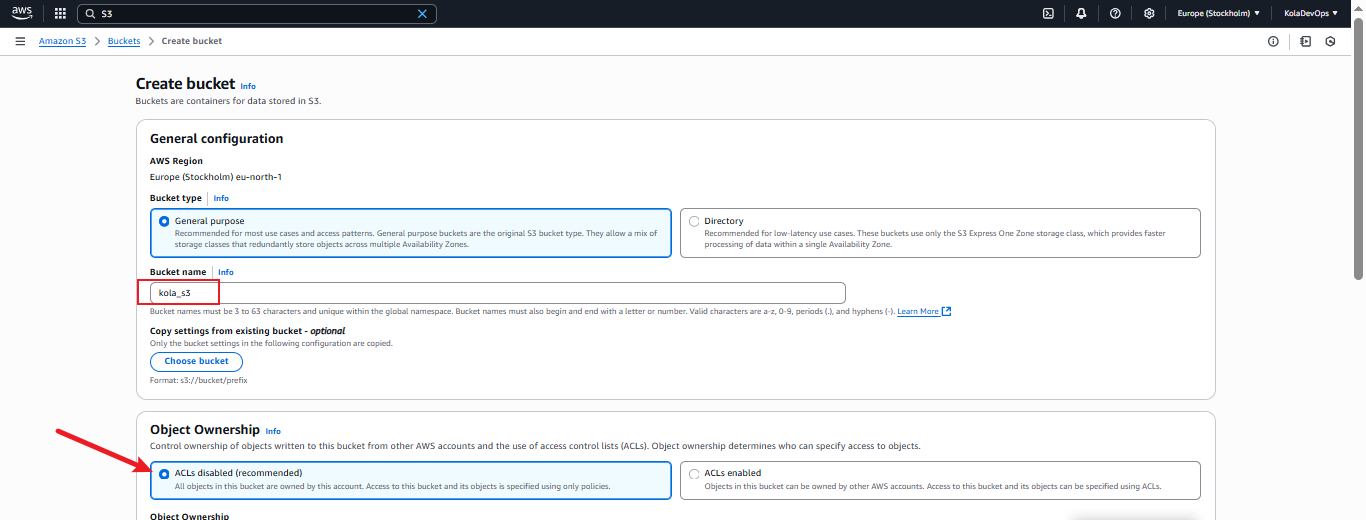 aws
S3
Europe (Stockholm)
KolaDevOps
Amazon S3 > Buckets > Create bucket
Create bucket Info
Buckets are containers for data stored in S3.
General configuration
AWS Region
Europe (Stockholm) eu-north-1
Bucket type Info
General purpose
Recommended for most use cases and access patterns. General purpose buckets are the original S3 bucket type. They allow a mix of
storage classes that redundantly store objects across multiple Availability Zones.
Directory
Recommended for low-latency use cases. These buckets use only the S3 Express One Zone storage class, which provides faster
processing of data within a single Availability Zone.
Bucket name Info
kola_s3
Bucket names must be 3 to 63 characters and unique within the global namespace. Bucket names must also begin and end with a letter or number. Valid characters are a-z, 0-9, periods (.), and hyphens (-). Learn More
Copy settings from existing bucket - optional
Only the bucket settings in the following configuration are copied.
Choose bucket
Format: s3://bucket/prefix
Object Ownership Info
Control ownership of objects written to this bucket from other AWS accounts and the use of access control lists (ACLs). Object ownership determines who can specify access to objects.
ACLs disabled (recommended)
All objects in this bucket are owned by this account. Access to this bucket and its objects is specified using only policies.
ACLs enabled
Objects in this bucket can be owned by other AWS accounts. Access to this bucket and its objects can be specified using ACLs.
Object Ownership